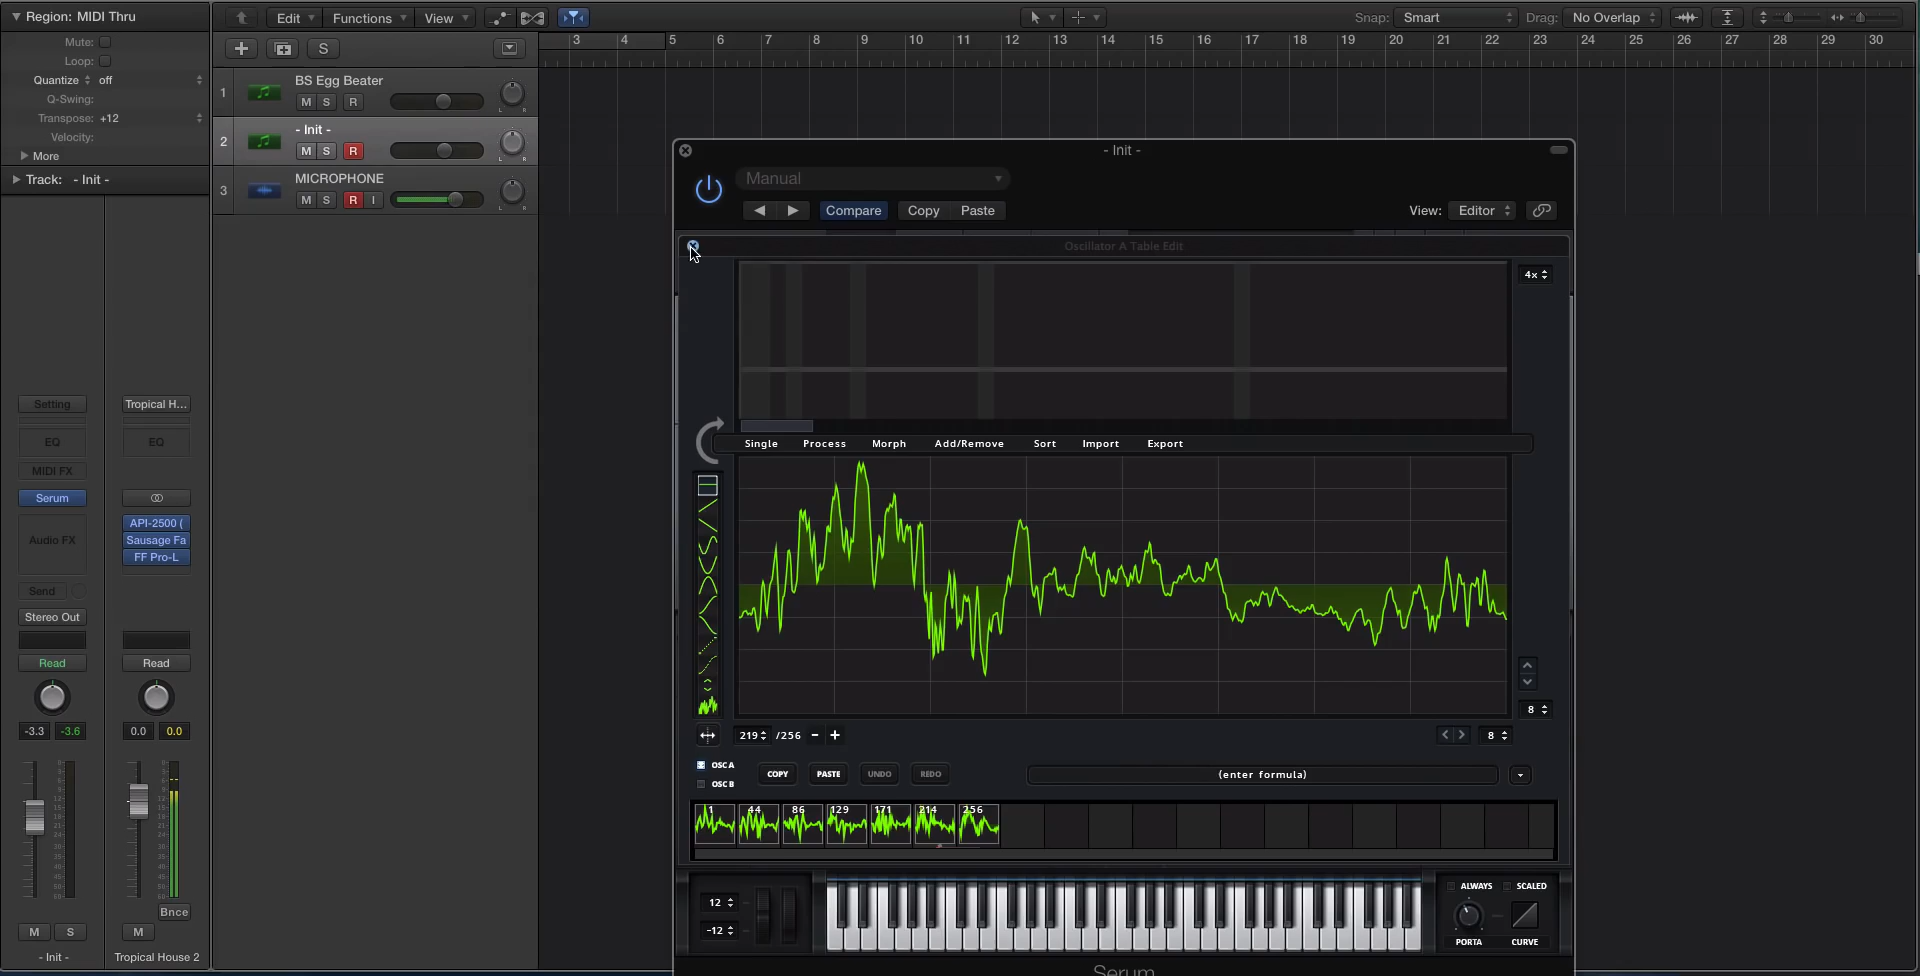 Region: MIDI Thru
Edit Functions View
Snap: Smart Drag: No Overlap
Mute:
Loop:
Quantize off
Q-Swing:
Transpose: +12
Velocity:
More
Track: - Init -
S
3 4 5 6 7 8 9 10 11 12 13 14 15 16 17 18 19 20 21 22 23 24 25 26 27 28 29 30
1 BS Egg Beater
M S R
L R
2 - Init -
M S R
L R
3 MICROPHONE
M S R I
L R
- Init -
Manual
Compare Copy Paste
View: Editor
Oscillator A Table Edit
4x
Single Process Morph Add/Remove Sort Import Export
8
219 /256 - +
8
OSC A
OSC B
COPY PASTE UNDO REDO
(enter formula)
1 44 86 129 171 214 256
12
-12
ALWAYS SCALED
PORTA CURVE
Serum
Setting Tropical H...
EQ EQ
MIDI FX
Serum
Audio FX
API-2500 (
Sausage Fa
FF Pro-L
Send
Stereo Out
Read Read
-3.3 -3.6 0.0 0.0
Bnce
M S M
- Init - Tropical House 2